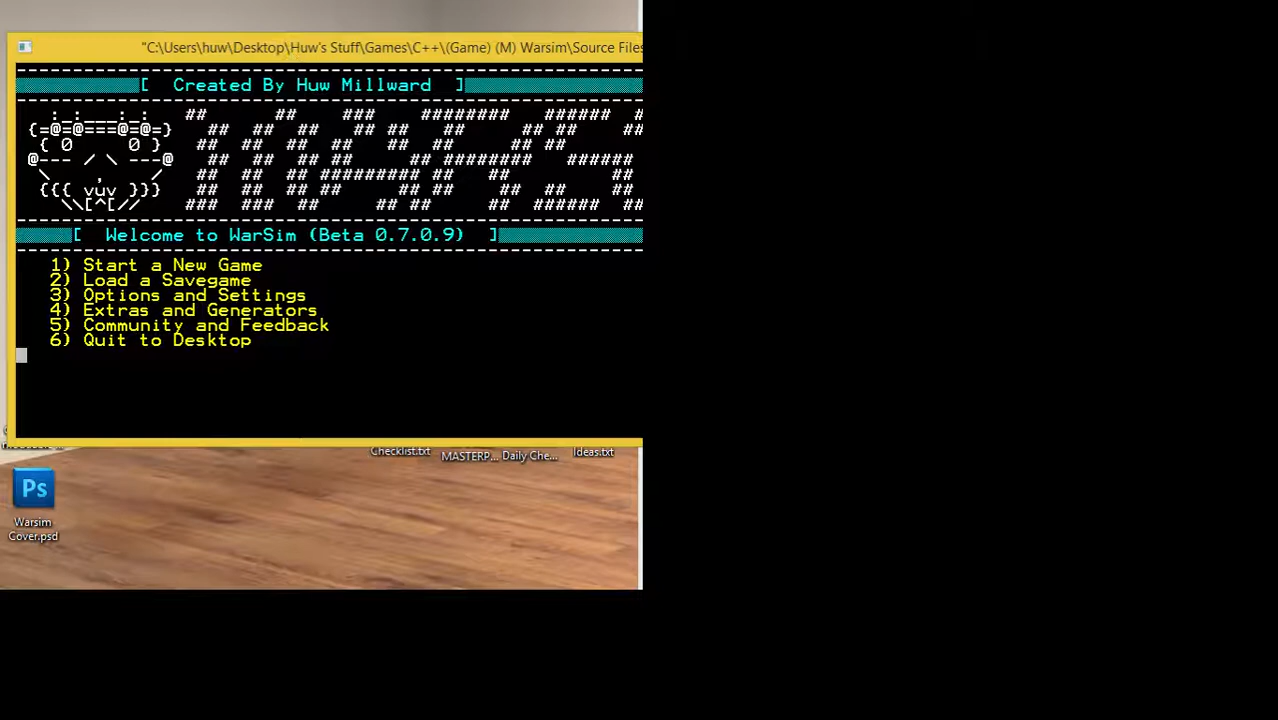 "C:\Users\huw\Desktop\Huw's Stuff\Games\C++\(Game) (M) Warsim\Source Files
[ Created By Huw Millward ]
WARS
[ Welcome to WarSim (Beta 0.7.0.9) ]
1) Start a New Game
2) Load a Savegame
3) Options and Settings
4) Extras and Generators
5) Community and Feedback
6) Quit to Desktop
Checklist.txt
MASTERP... Daily Che...
Ideas.txt
Ps
Warsim
Cover.psd